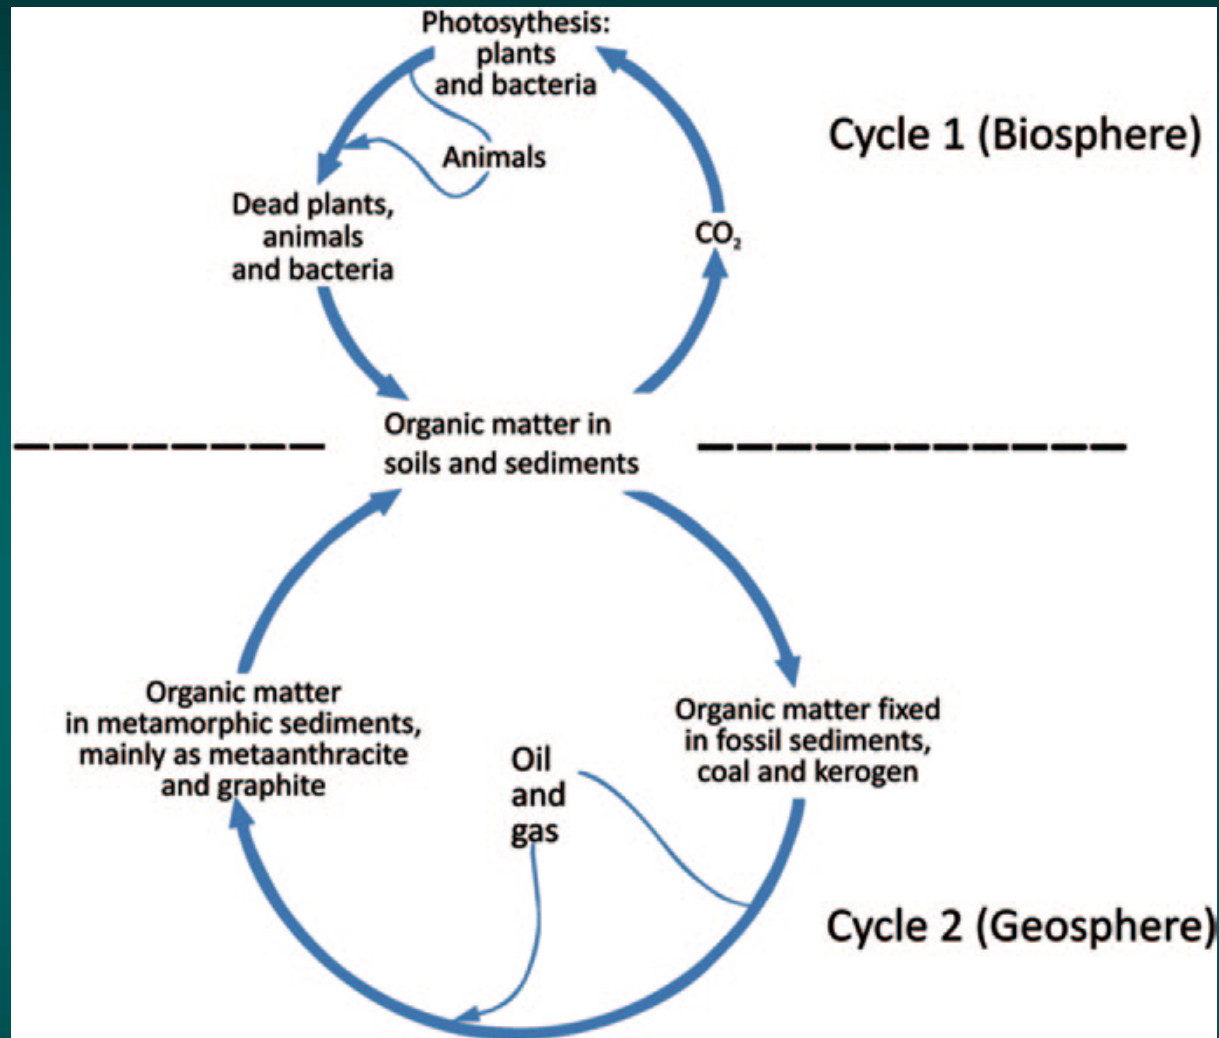 Photosythesis:
plants
and bacteria
Cycle 1 (Biosphere)
Animals
Dead plants,
animals
and bacteria
CO₂
Organic matter in
soils and sediments
Organic matter
in metamorphic sediments,
mainly as metaanthracite
and graphite
Oil
and
gas
Organic matter fixed
in fossil sediments,
coal and kerogen
Cycle 2 (Geosphere)